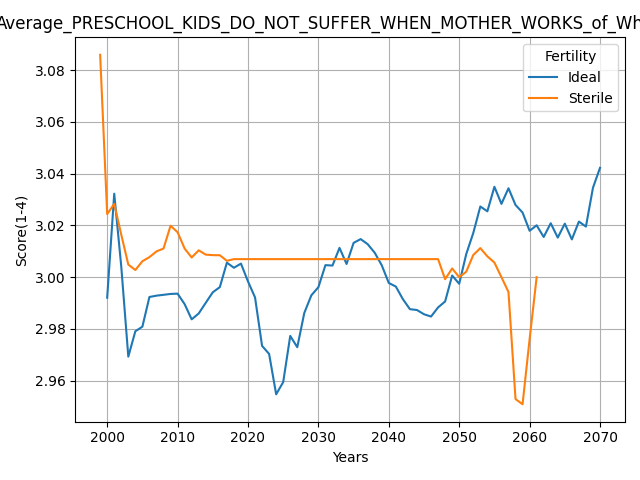 Average_PRESCHOOL_KIDS_DO_NOT_SUFFER_WHEN_MOTHER_WORKS_of_Wh
Fertility
Ideal
Sterile
Score(1-4)
3.08
3.06
3.04
3.02
3.00
2.98
2.96
2000 2010 2020 2030 2040 2050 2060 2070
Years